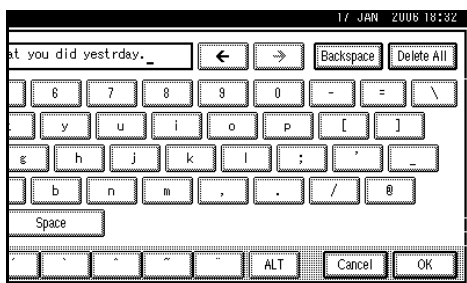 17 JAN 2006 18:32
at you did yestrday._ ← → Backspace Delete All
6 7 8 9 0 - = \
y u i o p [ ]
g h j k l ; ' _
b n m , . / @
Space
´ ` ^ ~ ¨ ALT Cancel OK